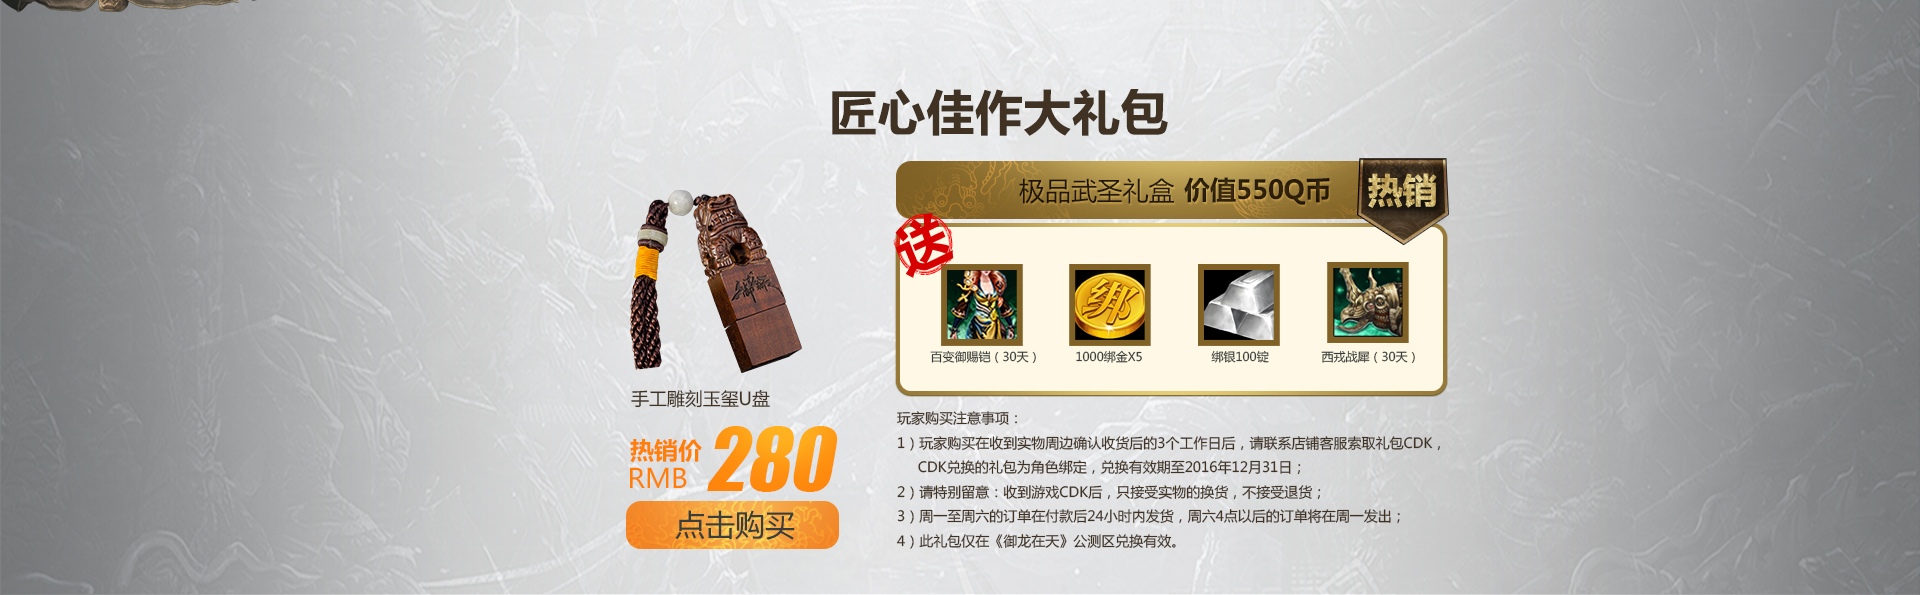 匠心佳作大礼包
极品武圣礼盒 价值550Q币
热销
送
绑
百变御赐铠（30天）
1000绑金X5
绑银100锭
西戎战犀（30天）
手工雕刻玉玺U盘
热销价
RMB
280
点击购买
玩家购买注意事项：
1）玩家购买在收到实物周边确认收货后的3个工作日后，请联系店铺客服索取礼包CDK，
CDK兑换的礼包为角色绑定，兑换有效期至2016年12月31日；
2）请特别留意：收到游戏CDK后，只接受实物的换货，不接受退货；
3）周一至周六的订单在付款后24小时内发货，周六4点以后的订单将在周一发出；
4）此礼包仅在《御龙在天》公测区兑换有效。